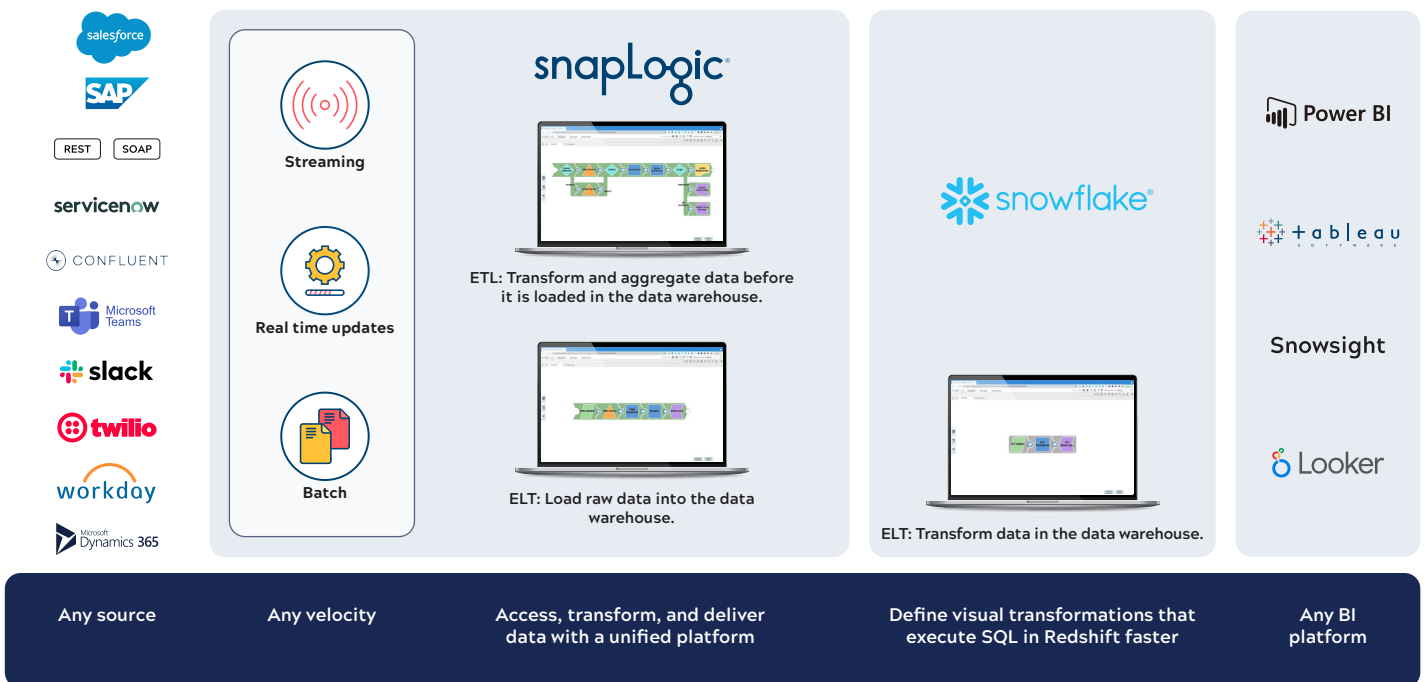 salesforce
SAP
REST
SOAP
servicenow
CONFLUENT
Microsoft
Teams
slack
twilio
workday
Microsoft
Dynamics 365
Streaming
Real time updates
Batch
snapLogic®
ETL: Transform and aggregate data before
it is loaded in the data warehouse.
ELT: Load raw data into the data
warehouse.
snowflake®
ELT: Transform data in the data warehouse.
Power BI
+ableau
SOFTWARE
Snowsight
Looker
Any source
Any velocity
Access, transform, and deliver
data with a unified platform
Define visual transformations that
execute SQL in Redshift faster
Any BI
platform